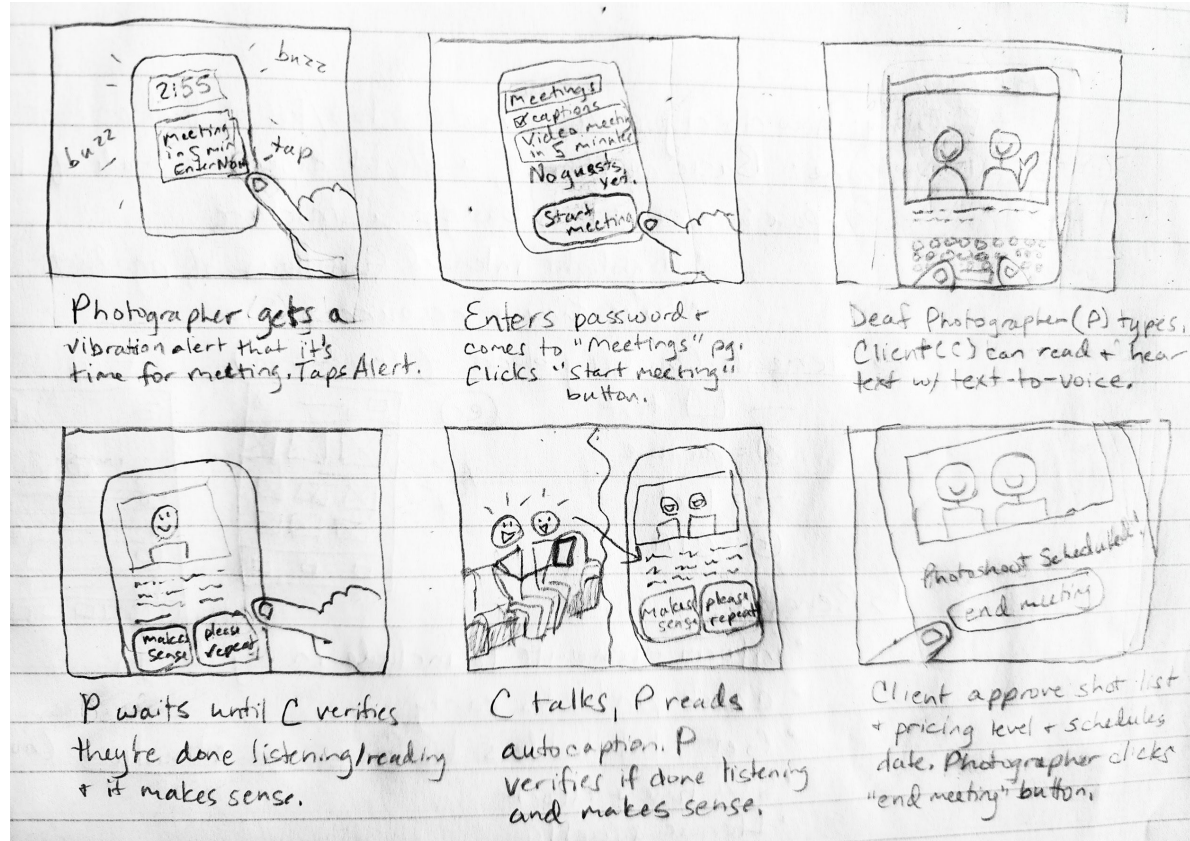 buzz
2:55
meeting
in 5 min
Enter Now
buzz
tap
Photographer gets a
vibration alert that it's
time for meeting. Taps Alert.
Meetings
captions
Video meetin
in 5 minutes
No guests
yet.
Start
meeting
Enters password +
comes to "Meetings" pg.
Clicks "Start meeting"
button.
Deaf Photographer (P) types.
Client (C) can read + hear
text w/ text-to-voice.
makes
sense
please
repeat
P waits until C verifies
they're done listening/reading
+ it makes sense.
Makes
sense
please
repeat
C talks, P reads
autocaption. P
verifies if done listening
and makes sense.
Photoshoot Scheduled!
end meeting
Client approve shot list
+ pricing level + schedules
date. Photographer clicks
"end meeting" button.